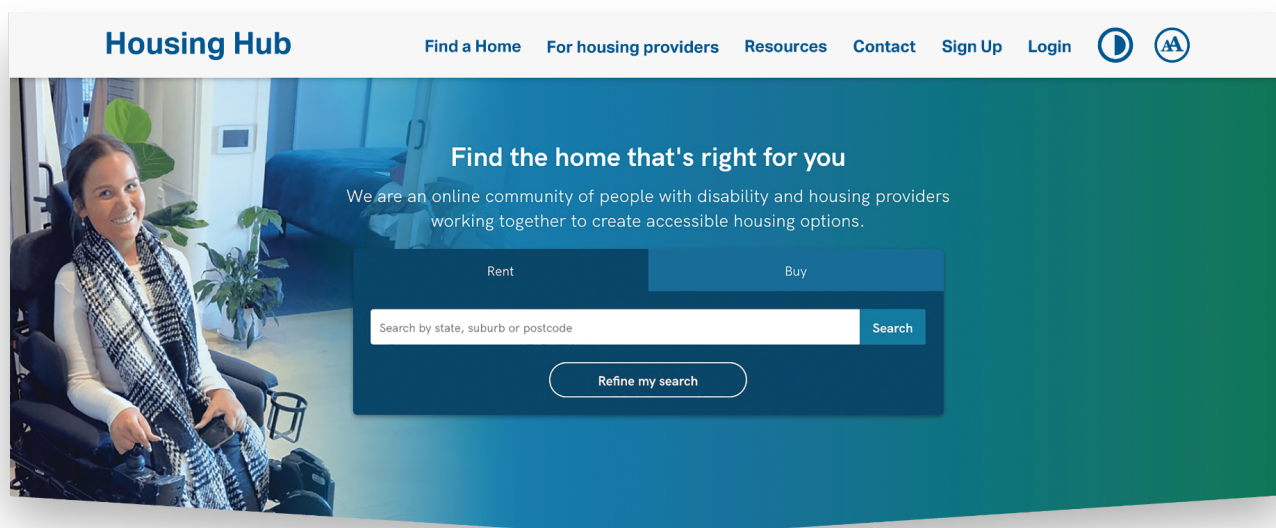 Housing Hub
Find a Home
For housing providers
Resources
Contact
Sign Up
Login
AA
Find the home that's right for you
We are an online community of people with disability and housing providers
working together to create accessible housing options.
Rent
Buy
Search by state, suburb or postcode
Search
Refine my search